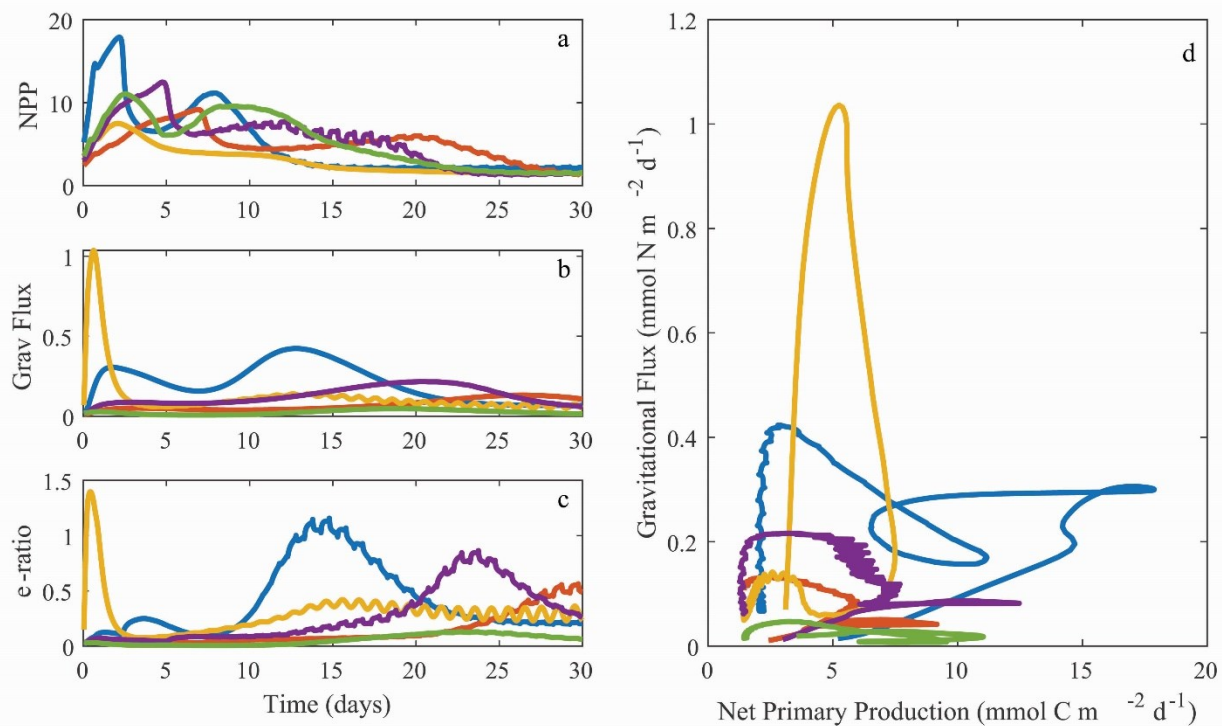 a
NPP
20
10
0
0 5 10 15 20 25 30
b
Grav Flux
1
0.5
0
0 5 10 15 20 25 30
c
e-ratio
1.5
1
0.5
0
0 5 10 15 20 25 30
Time (days)
d
Gravitational Flux (mmol N m -2 d-1)
1.2
1
0.8
0.6
0.4
0.2
0
0 5 10 15 20
Net Primary Production (mmol C m -2 d-1)